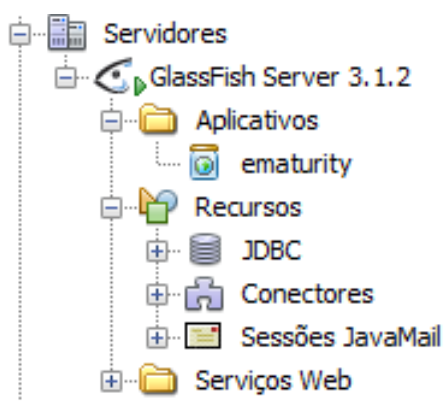 Servidores
GlassFish Server 3.1.2
Aplicativos
ematurity
Recursos
JDBC
Conectores
Sessões JavaMail
Serviços Web